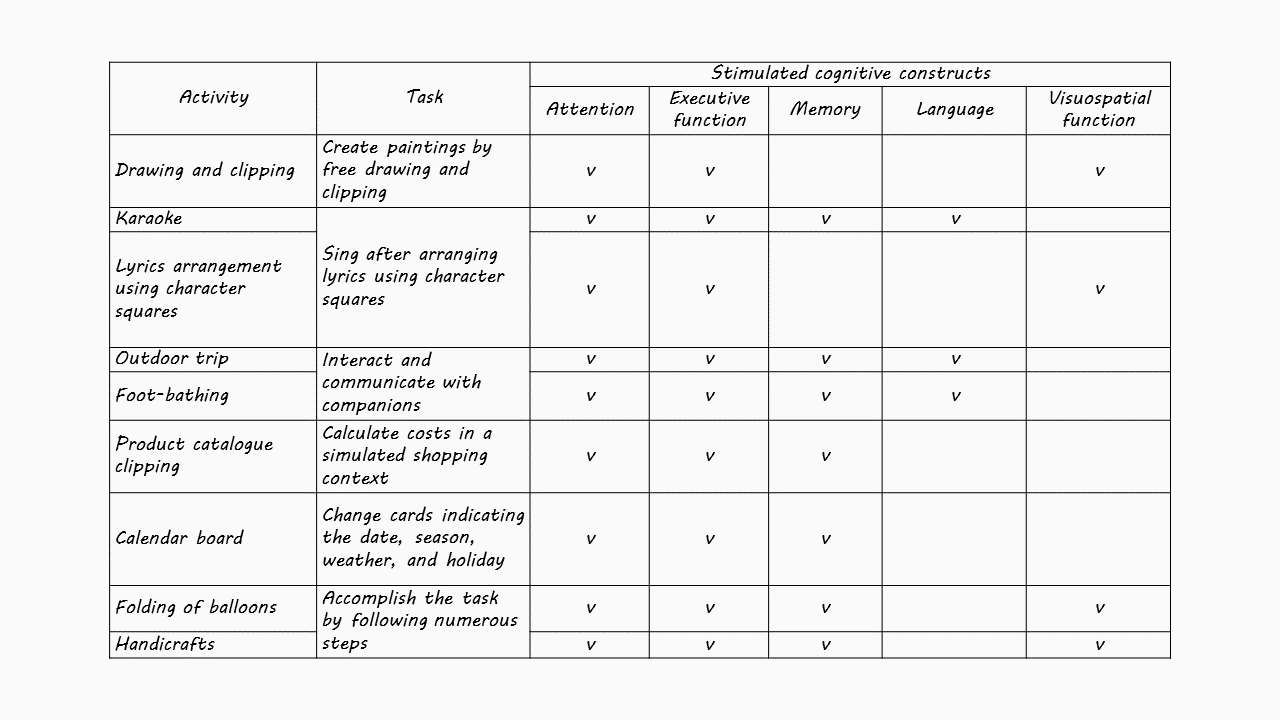 Stimulated cognitive constructs
Activity
Task
Attention
Executive
function
Memory
Language
Visuospatial
function
Drawing and clipping
Create paintings by
free drawing and
clipping
v
v
v
Karaoke
Sing after arranging
lyrics using character
squares
v
v
v
v
Lyrics arrangement
using character
squares
v
v
v
Outdoor trip
Interact and
communicate with
companions
v
v
v
v
Foot-bathing
v
v
v
v
Product catalogue
clipping
Calculate costs in a
simulated shopping
context
v
v
v
Calendar board
Change cards indicating
the date, season,
weather, and holiday
v
v
v
Folding of balloons
Accomplish the task
by following numerous
steps
v
v
v
v
Handicrafts
v
v
v
v